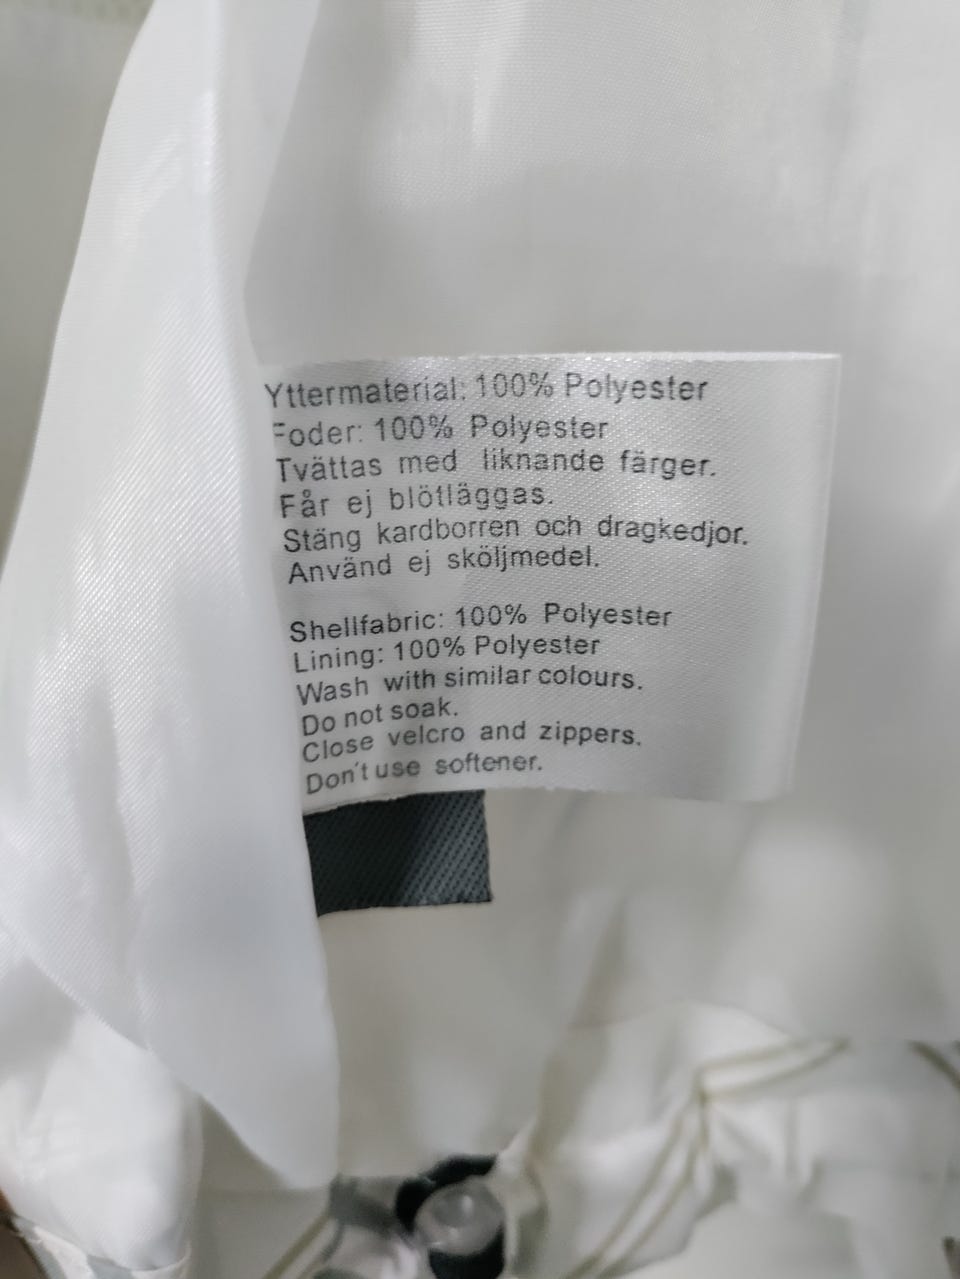 Yttermaterial: 100% Polyester
Foder: 100% Polyester
Tvättas med liknande färger.
Får ej blötläggas.
Stäng kardborren och dragkedjor.
Använd ej sköljmedel.
Shellfabric: 100% Polyester
Lining: 100% Polyester
Wash with similar colours.
Do not soak.
Close velcro and zippers.
Don't use softener.